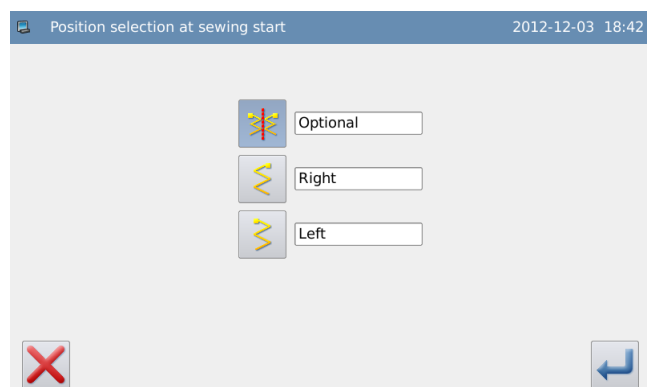 Position selection at sewing start 2012-12-03 18:42
Optional
Right
Left